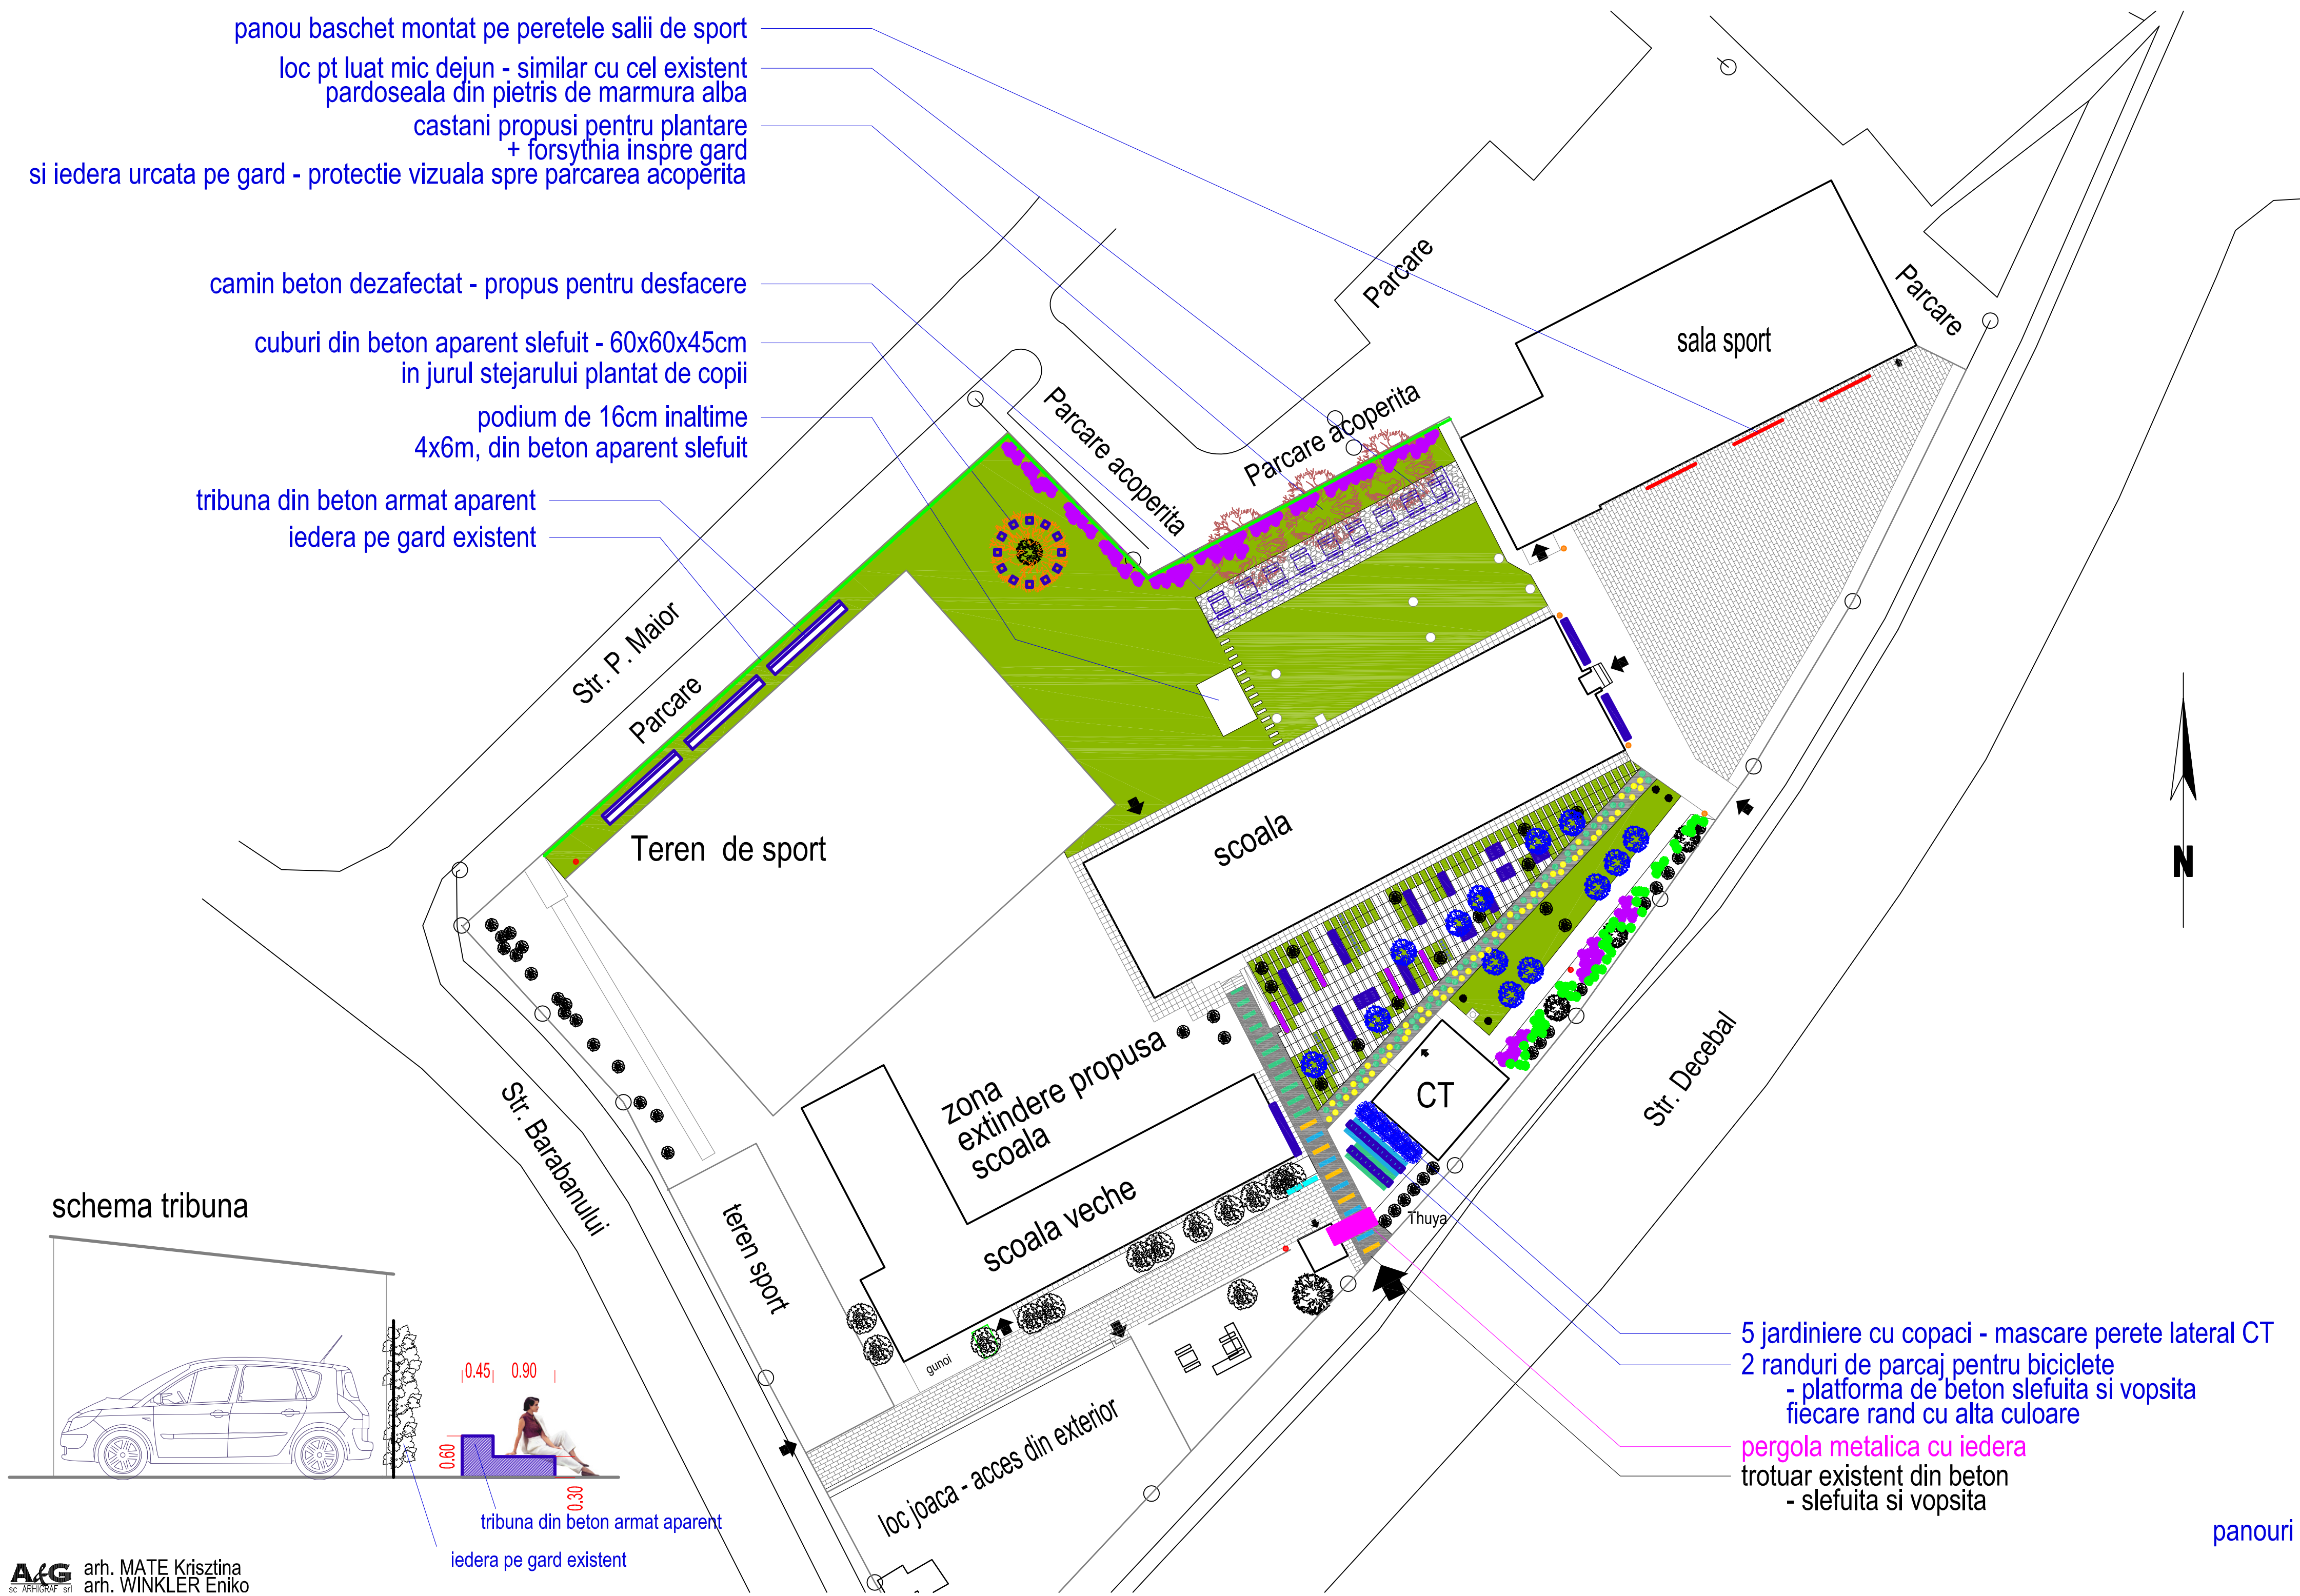 panou baschet montat pe peretele salii de sport
loc pt luat mic dejun - similar cu cel existent
pardoseala din pietris de marmura alba
castani propusi pentru plantare
+ forsythia inspre gard
si iedera urcata pe gard - protectie vizuala spre parcarea acoperita
camin beton dezafectat - propus pentru desfacere
cuburi din beton aparent slefuit - 60x60x45cm
in jurul stejarului plantat de copii
podium de 16cm inaltime
4x6m, din beton aparent slefuit
tribuna din beton armat aparent
iedera pe gard existent
Parcare
Parcare
sala sport
Parcare acoperita
Parcare acoperita
Str. P. Maior
Parcare
Teren de sport
scoala
N
zona
extindere propusa
scoala
CT
Str. Decebal
Str. Barabanului
scoala veche
teren sport
Thuya
gunoi
loc joaca - acces din exterior
schema tribuna
0.45
0.90
0.60
0.30
tribuna din beton armat aparent
iedera pe gard existent
5 jardiniere cu copaci - mascare perete lateral CT
2 randuri de parcaj pentru biciclete
- platforma de beton slefuita si vopsita
fiecare rand cu alta culoare
pergola metalica cu iedera
trotuar existent din beton
- slefuita si vopsita
panouri
A&G
sc ARHIGRAF srl
arh. MATE Krisztina
arh. WINKLER Eniko